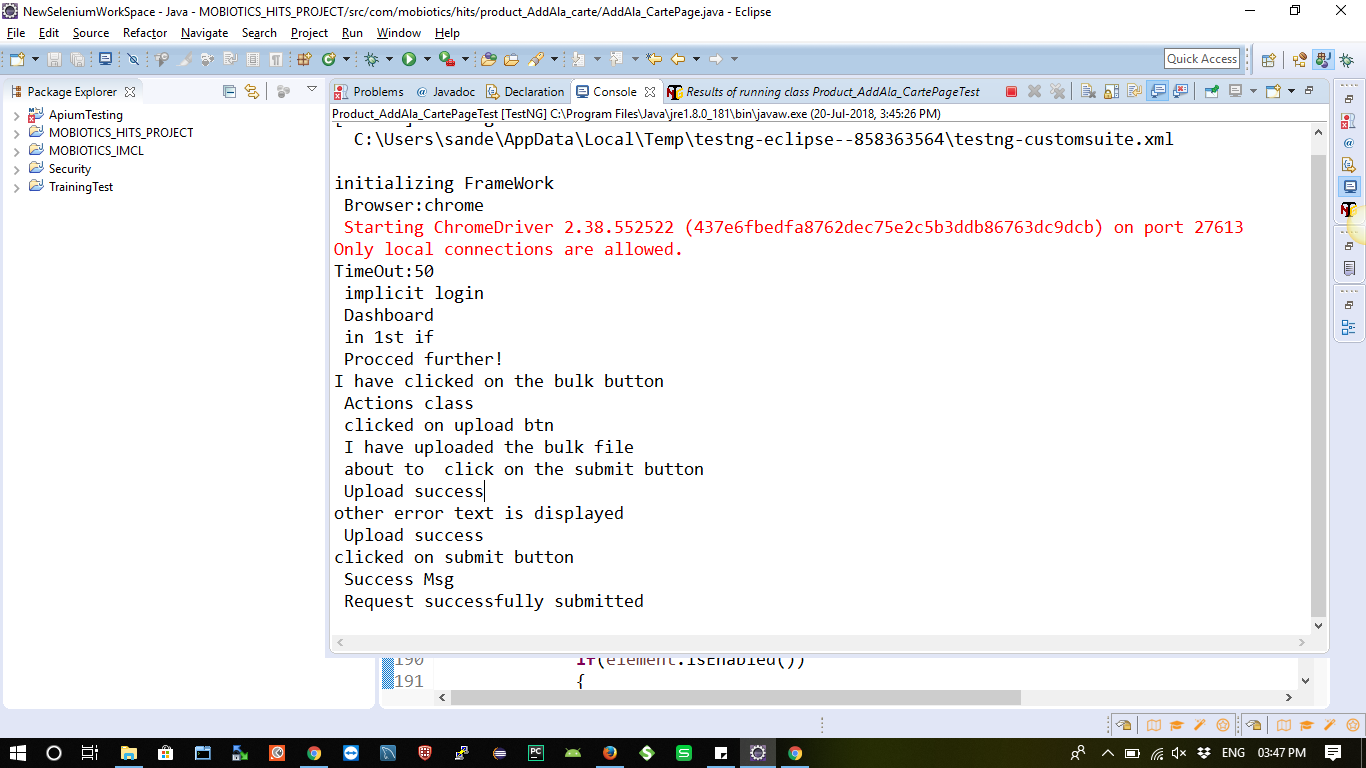 NewSeleniumWorkSpace - Java - MOBIOTICS_HITS_PROJECT/src/com/mobiotics/hits/product_AddAla_carte/AddAla_CartePage.java - Eclipse
File Edit Source Refactor Navigate Search Project Run Window Help
Quick Access
Package Explorer
ApiumTesting
MOBIOTICS_HITS_PROJECT
MOBIOTICS_IMCL
Security
TrainingTest
Problems @ Javadoc Declaration Console Results of running class Product_AddAla_CartePageTest
Product_AddAla_CartePageTest [TestNG] C:\Program Files\Java\jre1.8.0_181\bin\javaw.exe (20-Jul-2018, 3:45:26 PM)
C:\Users\sande\AppData\Local\Temp\testng-eclipse--858363564\testng-customsuite.xml
initializing FrameWork
Browser:chrome
Starting ChromeDriver 2.38.552522 (437e6fbedfa8762dec75e2c5b3ddb86763dc9dcb) on port 27613
Only local connections are allowed.
TimeOut:50
implicit login
Dashboard
in 1st if
Procced further!
I have clicked on the bulk button
Actions class
clicked on upload btn
I have uploaded the bulk file
about to  click on the submit button
Upload success
other error text is displayed
Upload success
clicked on submit button
Success Msg
Request successfully submitted
190 if(element.isEnabled())
191 {
ENG 03:47 PM